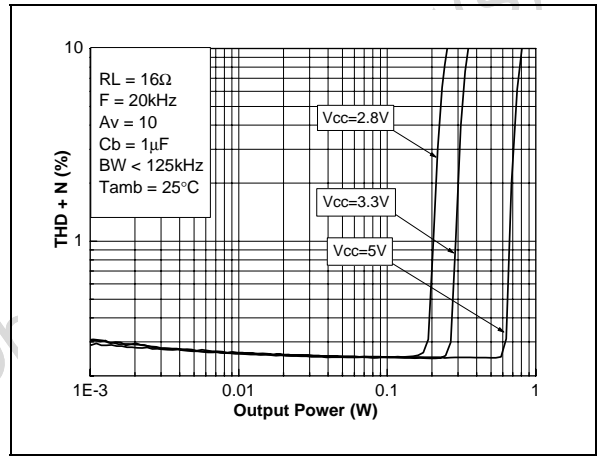 10
RL = 16Ω
F = 20kHz
Av = 10
Cb = 1μF
BW < 125kHz
Tamb = 25°C
Vcc=2.8V
Vcc=3.3V
Vcc=5V
THD + N (%)
1
1E-3
0.01
0.1
1
Output Power (W)